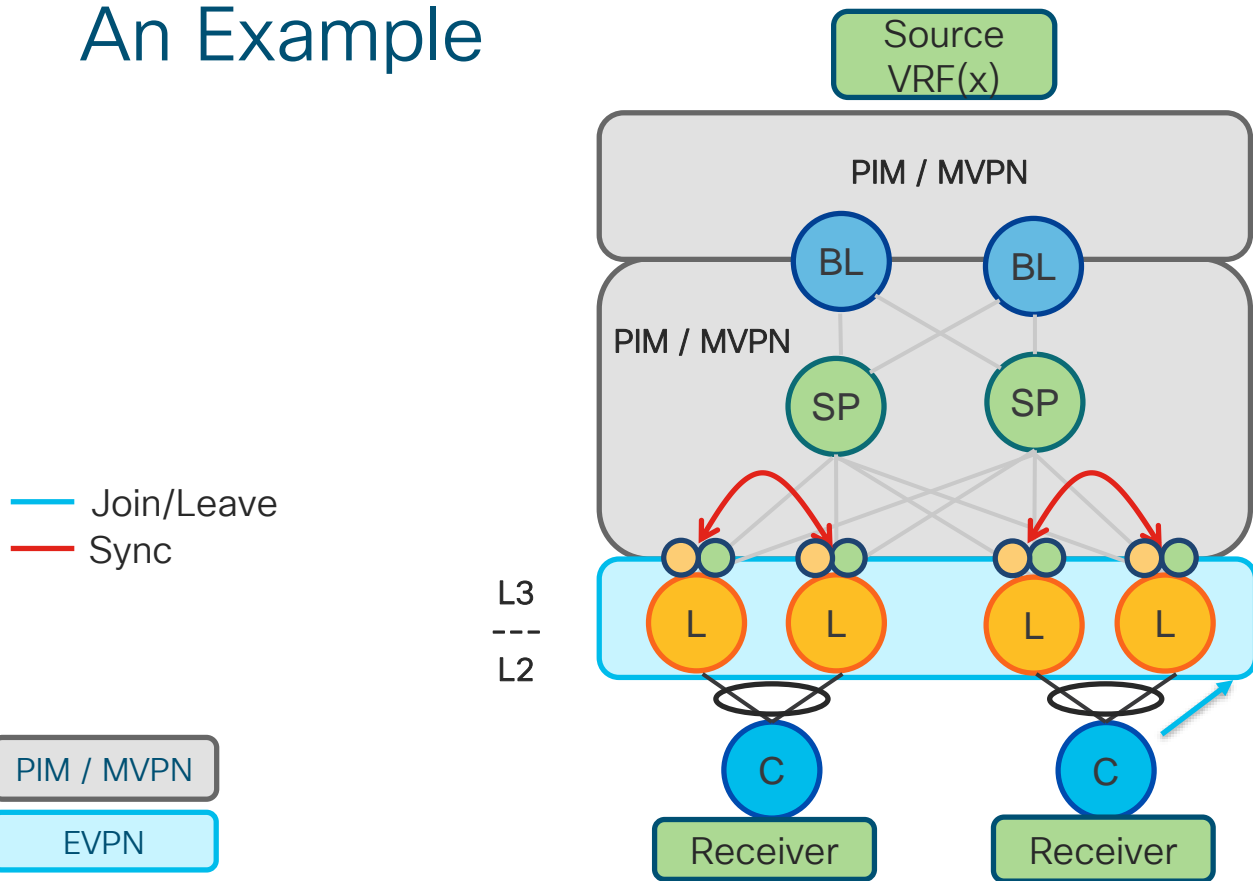 An Example
Source
VRF(x)
PIM / MVPN
BL
BL
PIM / MVPN
SP
SP
Join/Leave
Sync
L3
---
L2
L
L
L
L
C
C
PIM / MVPN
EVPN
Receiver
Receiver